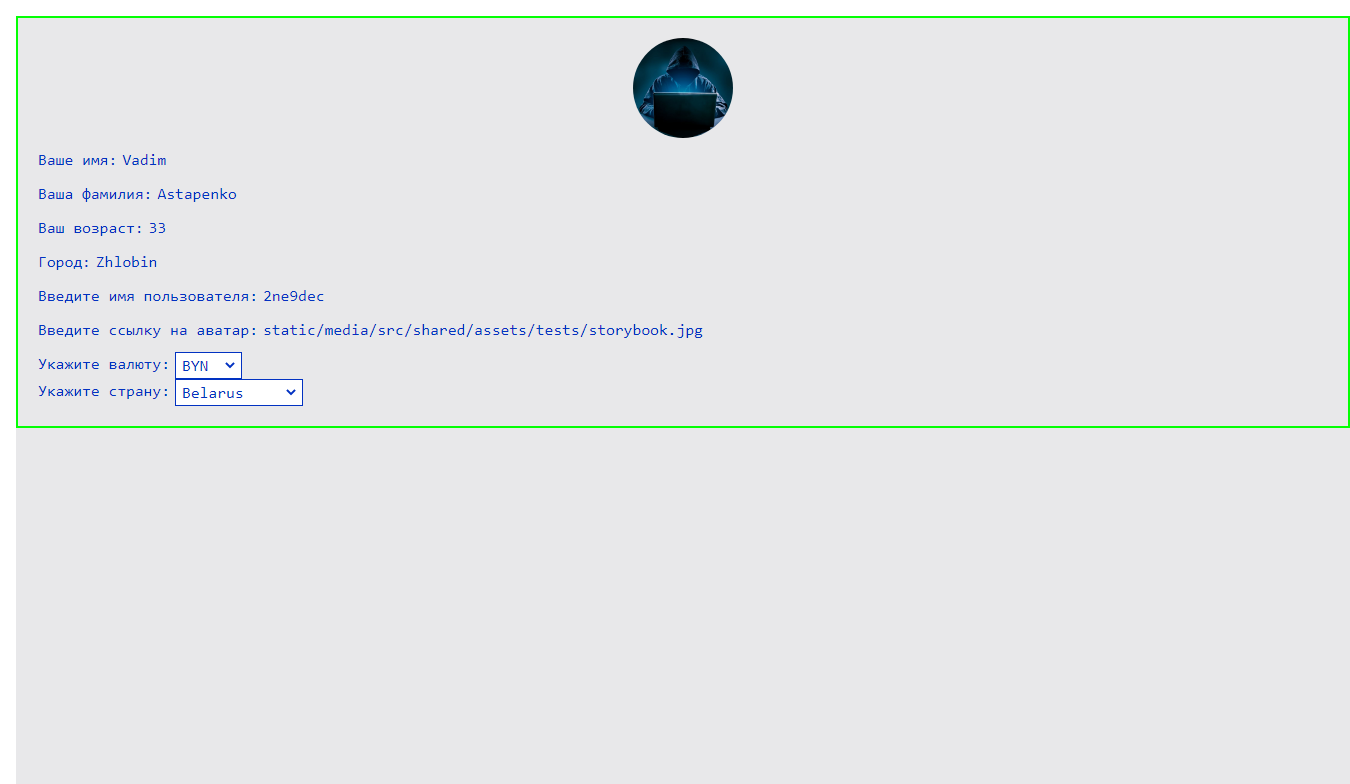 Ваше имя: Vadim
Ваша фамилия: Astapenko
Ваш возраст: 33
Город: Zhlobin
Введите имя пользователя: 2ne9dec
Введите ссылку на аватар: static/media/src/shared/assets/tests/storybook.jpg
Укажите валюту: BYN
Укажите страну: Belarus